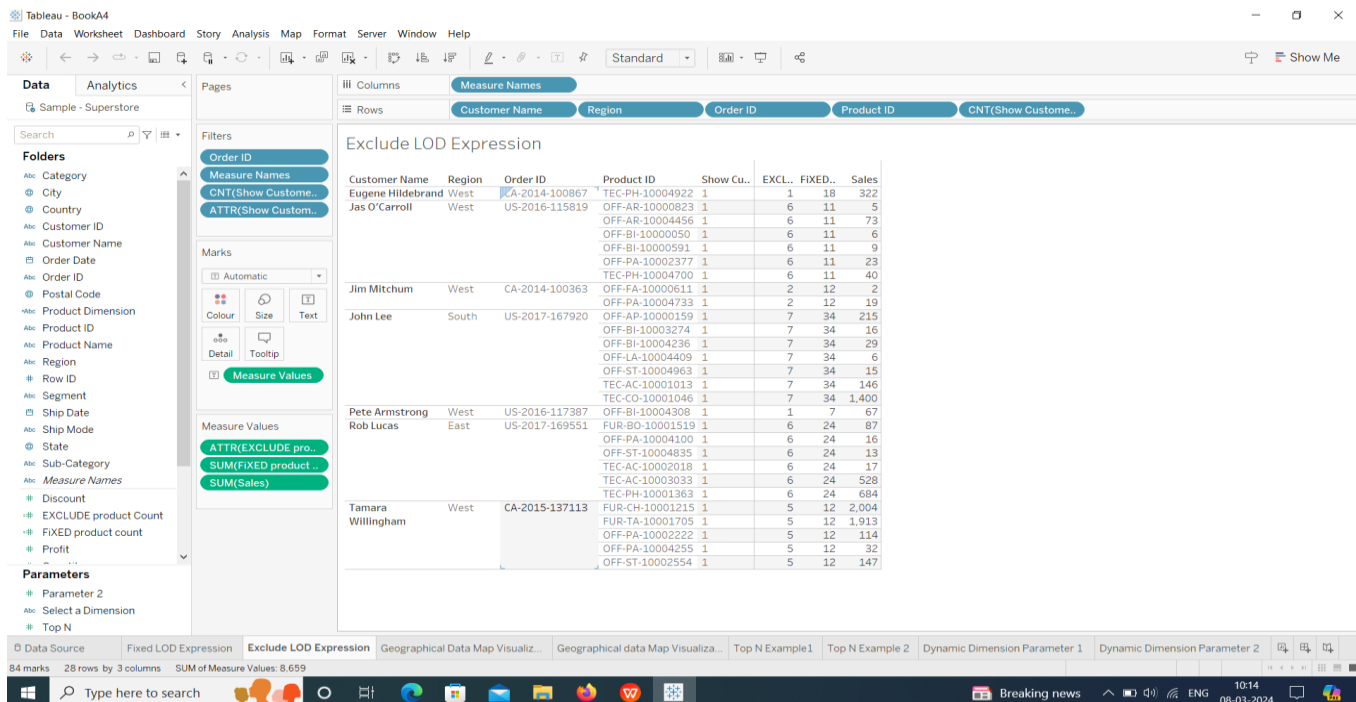 Tableau - BookA4
File Data Worksheet Dashboard Story Analysis Map Format Server Window Help
Standard
Show Me
Data Analytics
Sample - Superstore
Search
Folders
Abc Category
City
Country
Abc Customer ID
Abc Customer Name
Order Date
Abc Order ID
Postal Code
Abc Product Dimension
Abc Product ID
Abc Product Name
Abc Region
# Row ID
Abc Segment
Ship Date
Abc Ship Mode
State
Abc Sub-Category
Abc Measure Names
# Discount
# EXCLUDE product Count
# FiXED product count
# Profit
Parameters
# Parameter 2
Abc Select a Dimension
# Top N
Pages
Filters
Order ID
Measure Names
CNT(Show Custome..
ATTR(Show Custom..
Marks
Automatic
Colour Size Text
Detail Tooltip
Measure Values
Measure Values
ATTR(EXCLUDE pro..
SUM(FiXED product ..
SUM(Sales)
Columns Measure Names
Rows Customer Name Region Order ID Product ID CNT(Show Custome..
Exclude LOD Expression
Customer Name Region Order ID Product ID Show Cu.. EXCL.. FiXED.. Sales
Eugene Hildebrand West CA-2014-100867 TEC-PH-10004922 1 1 18 322
Jas O'Carroll West US-2016-115819 OFF-AR-10000823 1 6 11 5
OFF-AR-10004456 1 6 11 73
OFF-BI-10000050 1 6 11 6
OFF-BI-10000591 1 6 11 9
OFF-PA-10002377 1 6 11 23
TEC-PH-10004700 1 6 11 40
Jim Mitchum West CA-2014-100363 OFF-FA-10000611 1 2 12 2
OFF-PA-10004733 1 2 12 19
John Lee South US-2017-167920 OFF-AP-10000159 1 7 34 215
OFF-BI-10003274 1 7 34 16
OFF-BI-10004236 1 7 34 29
OFF-LA-10004409 1 7 34 6
OFF-ST-10004963 1 7 34 15
TEC-AC-10001013 1 7 34 146
TEC-CO-10001046 1 7 34 1,400
Pete Armstrong West US-2016-117387 OFF-BI-10004308 1 1 7 67
Rob Lucas East US-2017-169551 FUR-BO-10001519 1 6 24 87
OFF-PA-10004100 1 6 24 16
OFF-ST-10004835 1 6 24 13
TEC-AC-10002018 1 6 24 17
TEC-AC-10003033 1 6 24 528
TEC-PH-10001363 1 6 24 684
Tamara West CA-2015-137113 FUR-CH-10001215 1 5 12 2,004
Willingham FUR-TA-10001705 1 5 12 1,913
OFF-PA-10002222 1 5 12 114
OFF-PA-10004255 1 5 12 32
OFF-ST-10002554 1 5 12 147
Data Source Fixed LOD Expression Exclude LOD Expression Geographical Data Map Visualiz... Geographical data Map Visualiza... Top N Example1 Top N Example 2 Dynamic Dimension Parameter 1 Dynamic Dimension Parameter 2
84 marks 28 rows by 3 columns SUM of Measure Values: 8,659
Type here to search
Breaking news
ENG
10:14
08-03-2024